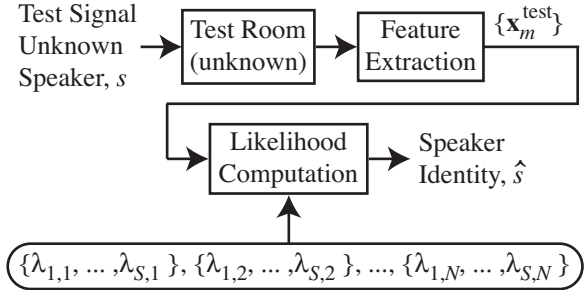 Test Signal
Unknown
Speaker, s
Test Room
(unknown)
Feature
Extraction
{x_m^test}
Likelihood
Computation
Speaker
Identity, ŝ
{λ_1,1, ... ,λ_S,1 }, {λ_1,2, ... ,λ_S,2 }, ..., {λ_1,N, ... ,λ_S,N }